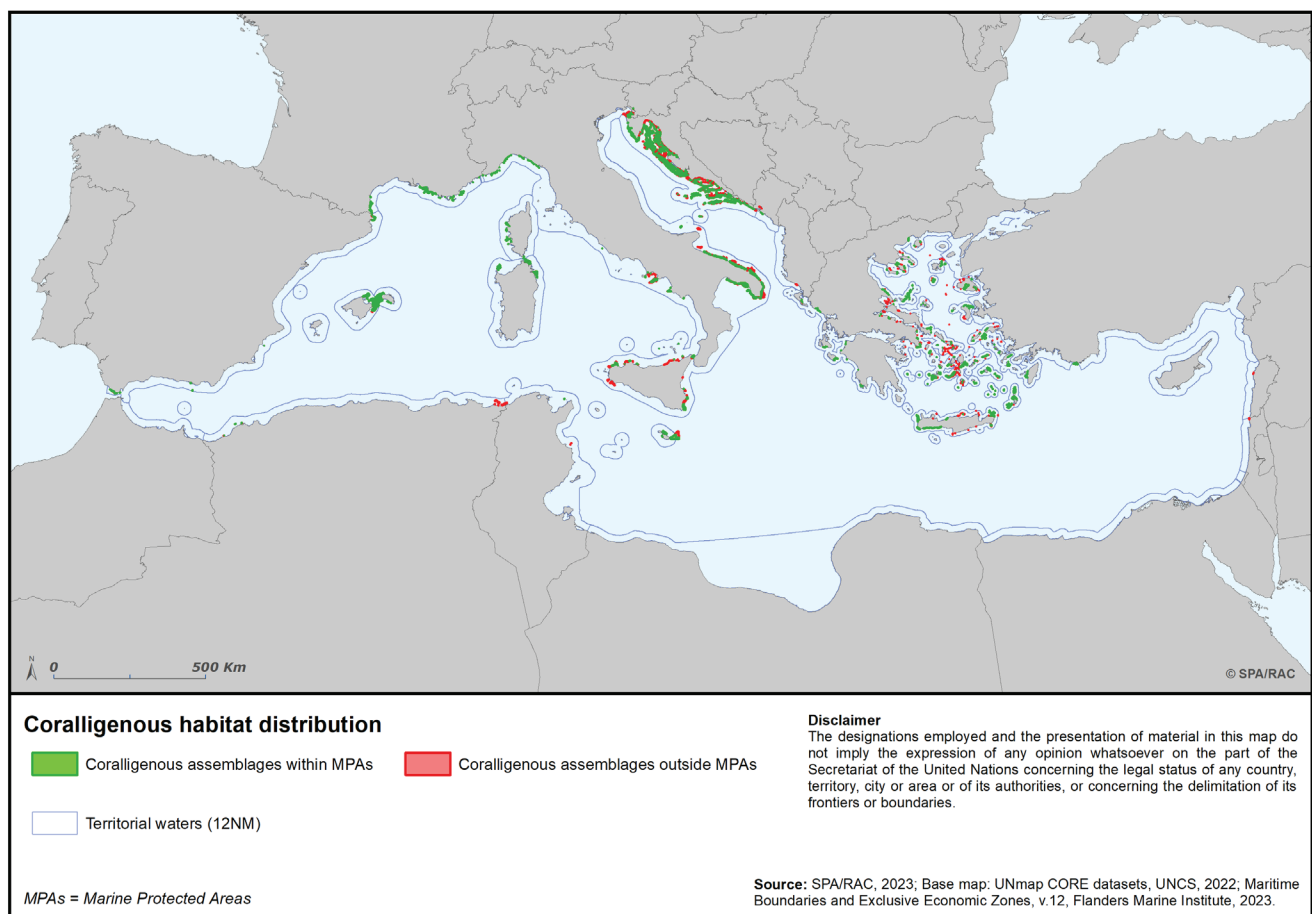 N
0 500 Km
© SPA/RAC
Coralligenous habitat distribution
Coralligenous assemblages within MPAs
Coralligenous assemblages outside MPAs
Territorial waters (12NM)
MPAs = Marine Protected Areas
Disclaimer
The designations employed and the presentation of material in this map do
not imply the expression of any opinion whatsoever on the part of the
Secretariat of the United Nations concerning the legal status of any country,
territory, city or area or of its authorities, or concerning the delimitation of its
frontiers or boundaries.
Source: SPA/RAC, 2023; Base map: UNmap CORE datasets, UNCS, 2022; Maritime
Boundaries and Exclusive Economic Zones, v.12, Flanders Marine Institute, 2023.